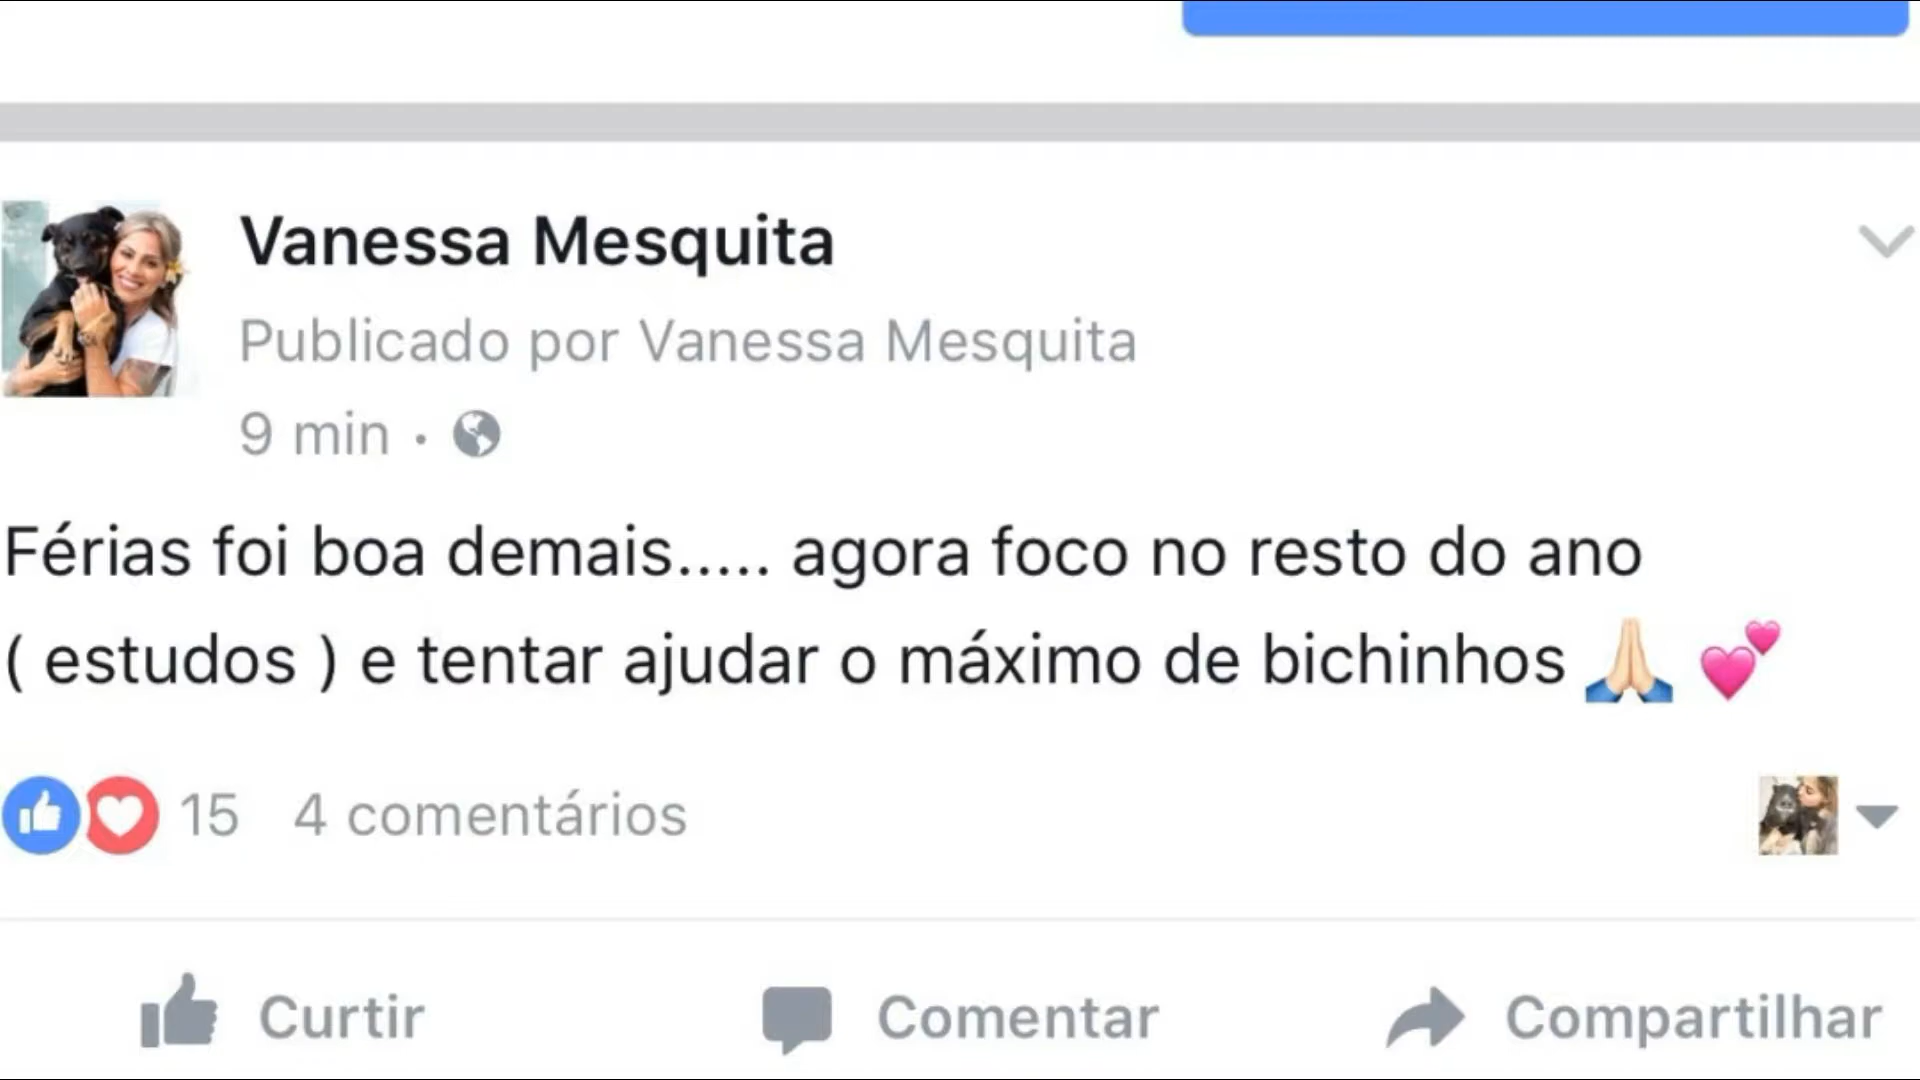 Vanessa Mesquita
Publicado por Vanessa Mesquita
9 min ·
Férias foi boa demais..... agora foco no resto do ano
( estudos ) e tentar ajudar o máximo de bichinhos 🙏🏻 💕
15 4 comentários
Curtir Comentar Compartilhar